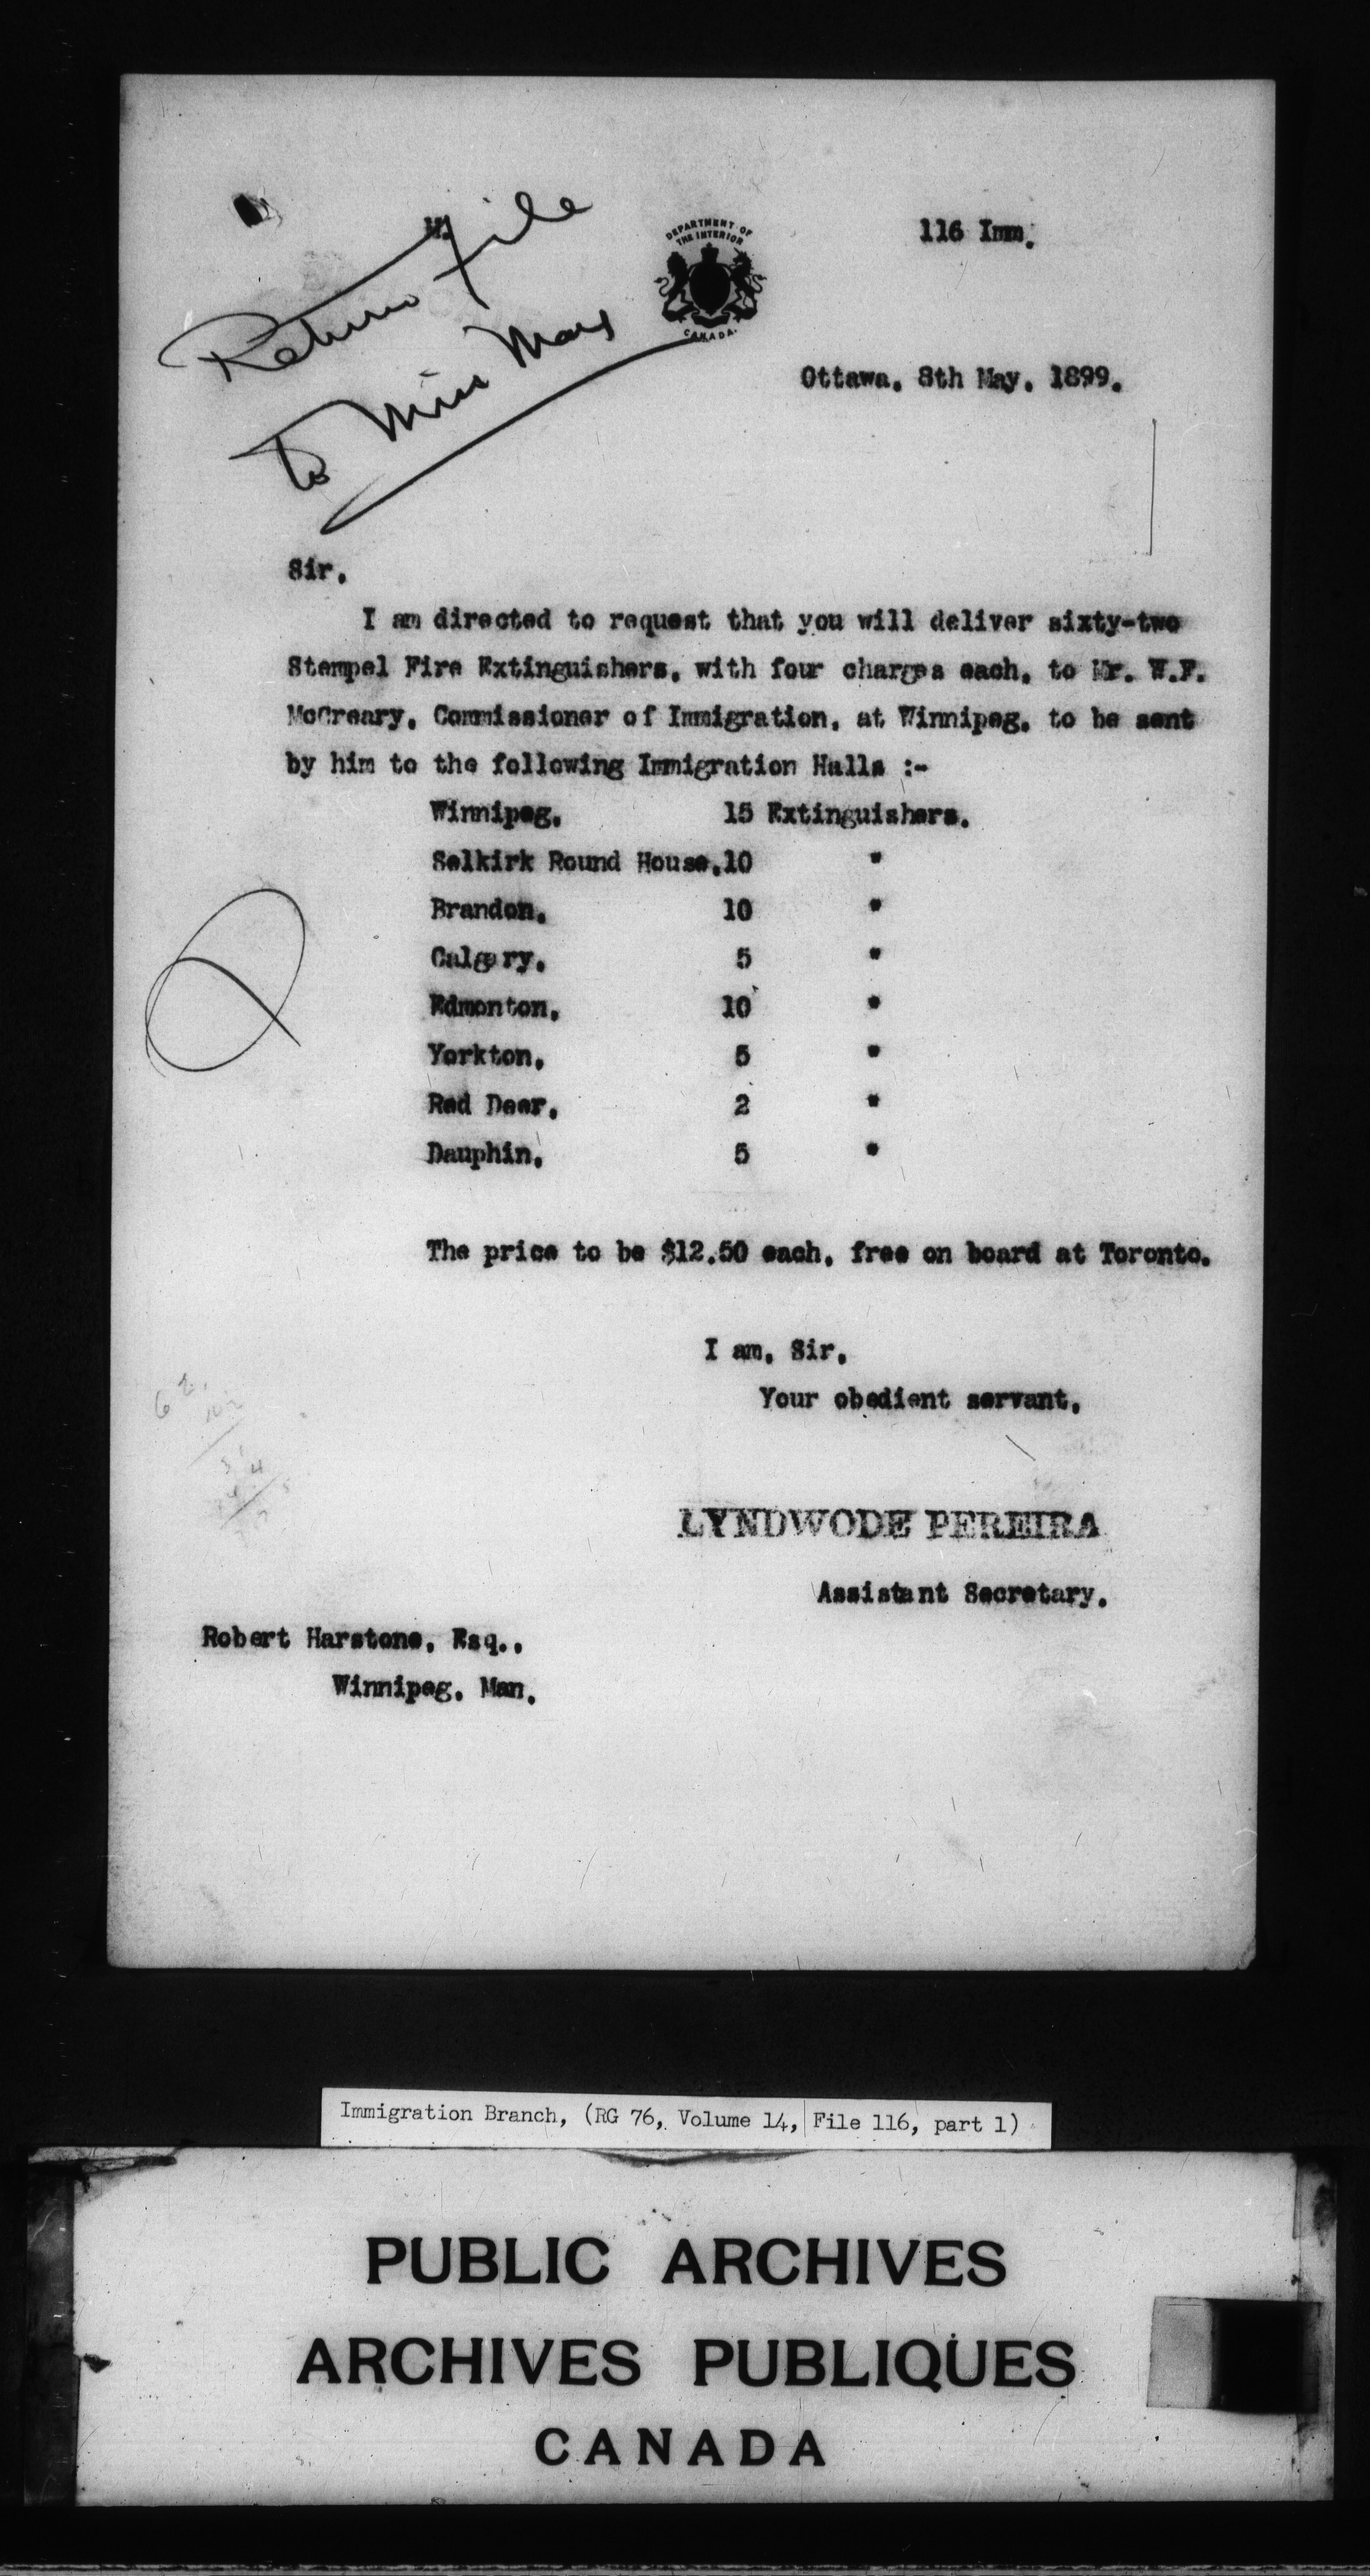 M.
116 Imm.
Return file
to Miss
DEPARTMENT OF
THE INTERIOR
CANADA.
Ottawa, 8th May, 1899.
Sir,
I am directed to request that you will deliver sixty-two
Stempel Fire Extinguishers, with four charges each, to Mr. W.F.
McCreary, Commissioner of Immigration, at Winnipeg, to be sent
by him to the following Immigration Halls :-
Winnipeg, 15 Extinguishers.
Selkirk Round House, 10 "
Brandon, 10 "
Calgary, 5 "
Edmonton, 10 "
Yorkton, 5 "
Red Deer, 2 "
Dauphin, 5 "
The price to be $12.50 each, free on board at Toronto.
I am, Sir,
Your obedient servant,
LYNDWODE PEREIRA
Assistant Secretary.
Robert Harstone, Esq.,
Winnipeg, Man.
Immigration Branch, (RG 76, Volume 14, File 116, part 1)
PUBLIC ARCHIVES
ARCHIVES PUBLIQUES
CANADA